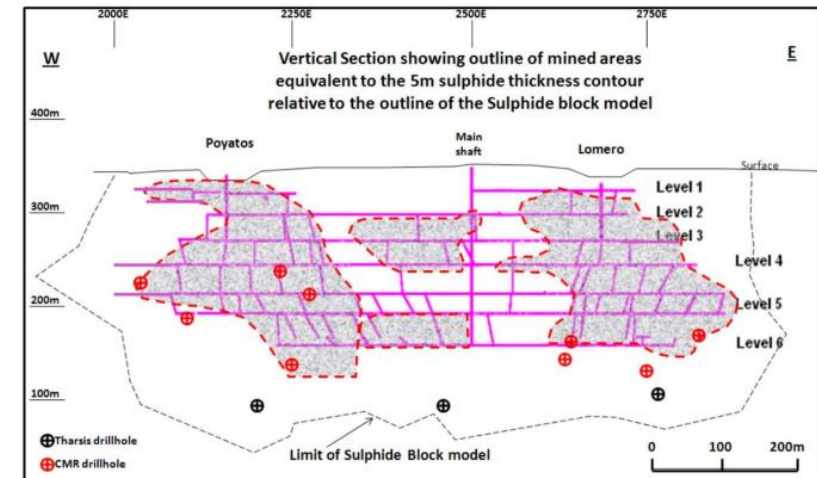 2000E
2250E
2500E
2750E
W
E
Vertical Section showing outline of mined areas
equivalent to the 5m sulphide thickness contour
relative to the outline of the Sulphide block model
400m
Poyatos
Main
shaft
Lomero
Surface
Level 1
300m
Level 2
Level 3
Level 4
200m
Level 5
Level 6
100m
Tharsis drillhole
CMR drillhole
Limit of Sulphide Block model
0
100
200m